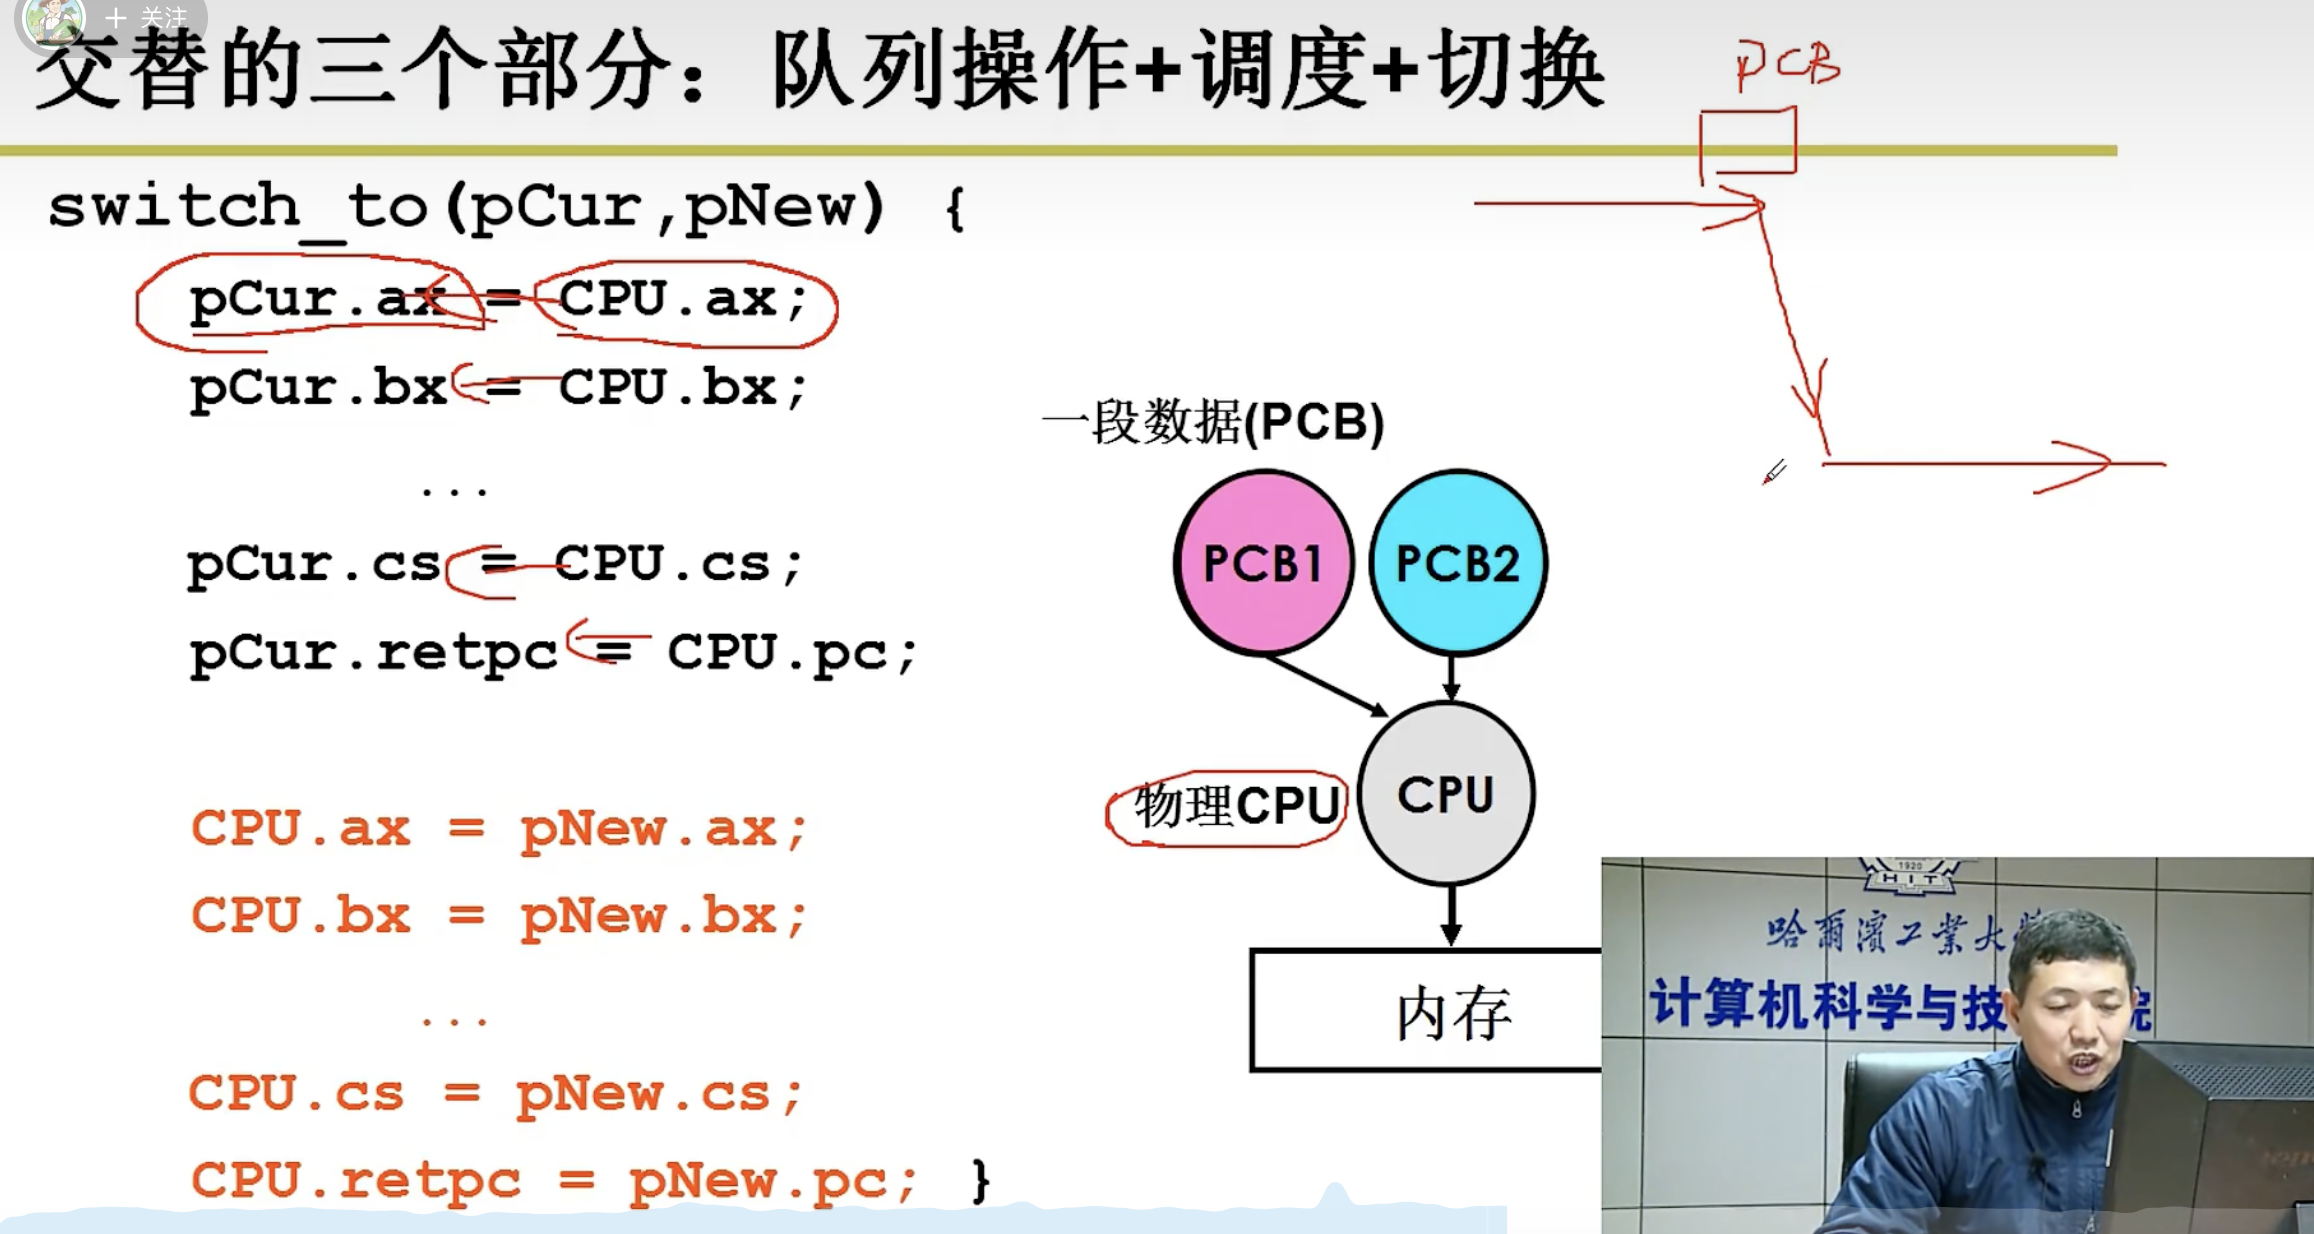 + 关注
交替的三个部分：队列操作+调度+切换
PCB
switch_to(pCur,pNew) {
pCur.ax = CPU.ax;
pCur.bx = CPU.bx;
...
pCur.cs = CPU.cs;
pCur.retpc = CPU.pc;
CPU.ax = pNew.ax;
CPU.bx = pNew.bx;
...
CPU.cs = pNew.cs;
CPU.retpc = pNew.pc; }
一段数据(PCB)
PCB1
PCB2
物理CPU
CPU
内存
1920
HIT
哈爾濱工業大
计算机科学与技 院